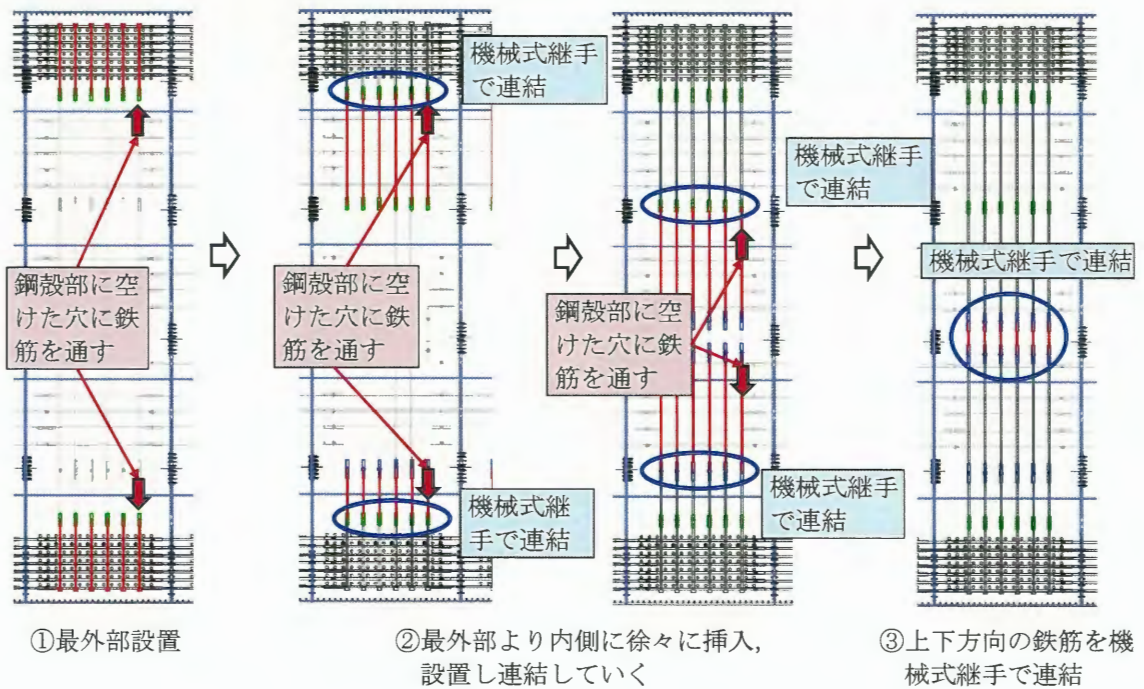 機械式継手
で連結
機械式継手
で連結
機械式継手で連結
鋼殻部に空
けた穴に鉄
筋を通す
鋼殻部に空
けた穴に鉄
筋を通す
鋼殻部に空
けた穴に鉄
筋を通す
機械式継
手で連結
機械式継手
で連結
①最外部設置
②最外部より内側に徐々に挿入,
設置し連結していく
③上下方向の鉄筋を機
械式継手で連結